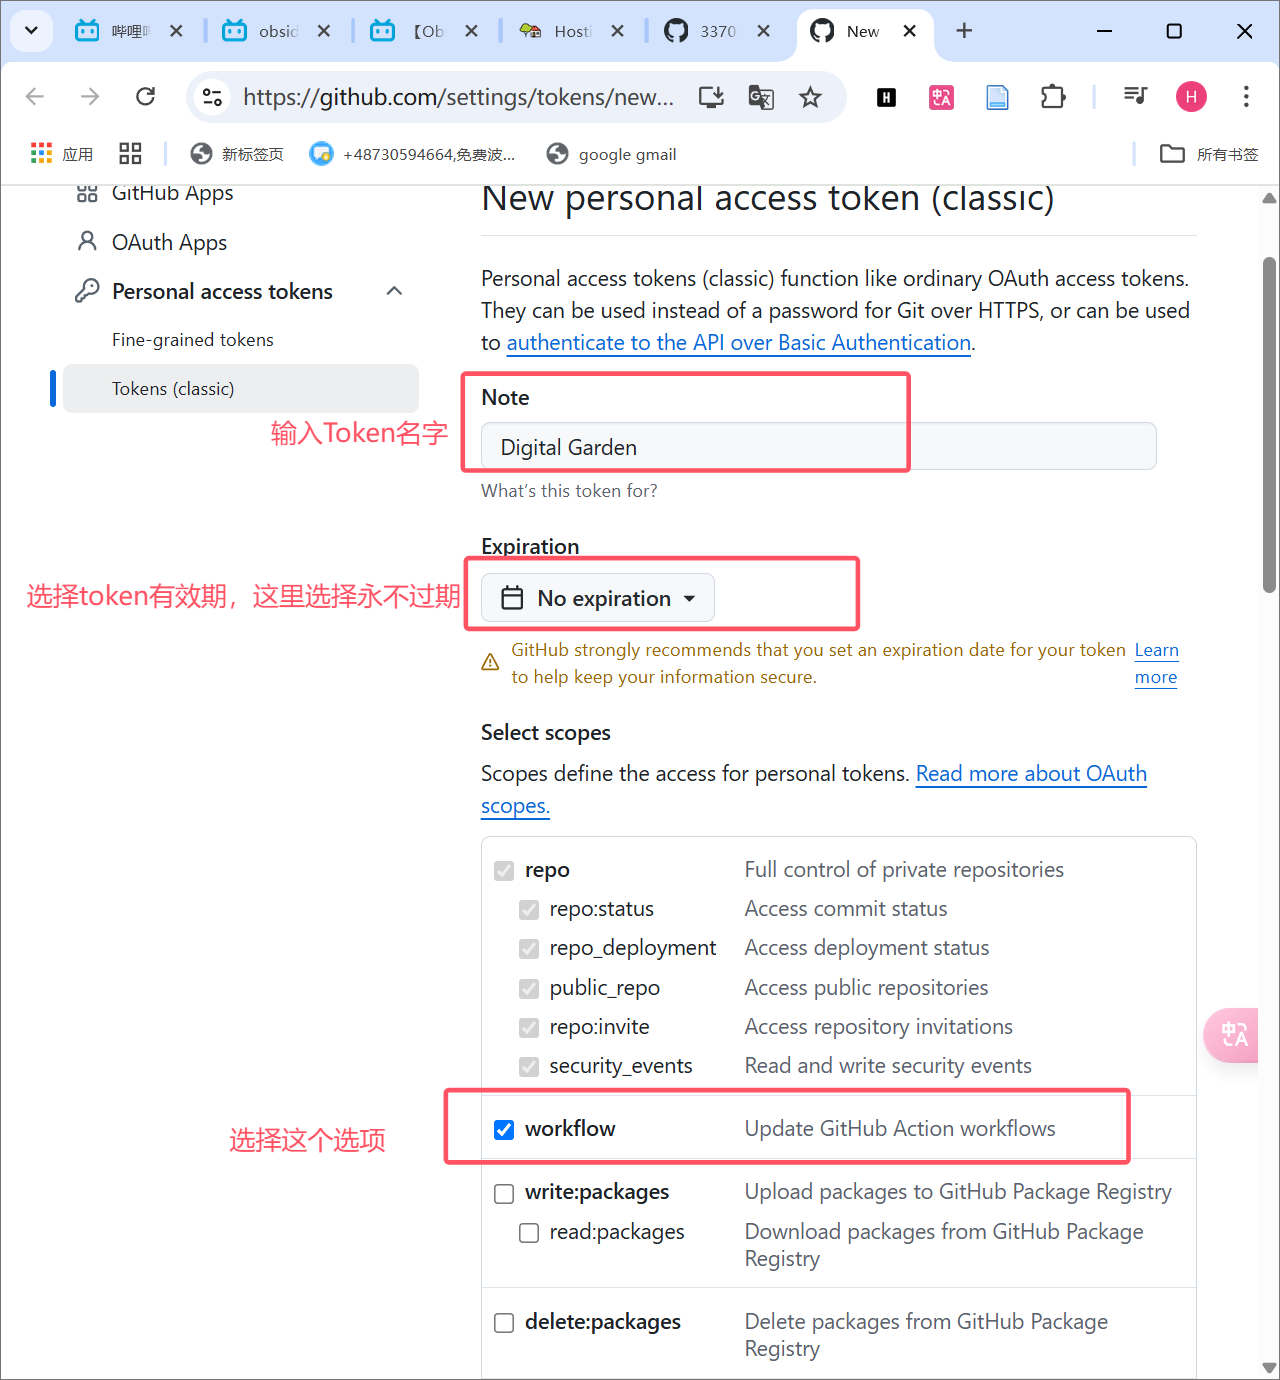 哔哩
obsid
【Ob
Hosti
3370
New
https://github.com/settings/tokens/new...
H
应用
新标签页
+48730594664,免费波...
google gmail
所有书签
GitHub Apps
OAuth Apps
Personal access tokens
Fine-grained tokens
Tokens (classic)
New personal access token (classic)
Personal access tokens (classic) function like ordinary OAuth access tokens.
They can be used instead of a password for Git over HTTPS, or can be used
to authenticate to the API over Basic Authentication.
Note
输入Token名字
Digital Garden
What's this token for?
Expiration
选择token有效期，这里选择永不过期
No expiration
GitHub strongly recommends that you set an expiration date for your token Learn
to help keep your information secure. more
Select scopes
Scopes define the access for personal tokens. Read more about OAuth
scopes.
repo Full control of private repositories
repo:status Access commit status
repo_deployment Access deployment status
public_repo Access public repositories
repo:invite Access repository invitations
security_events Read and write security events
选择这个选项
workflow Update GitHub Action workflows
write:packages Upload packages to GitHub Package Registry
read:packages Download packages from GitHub Package
Registry
delete:packages Delete packages from GitHub Package
Registry